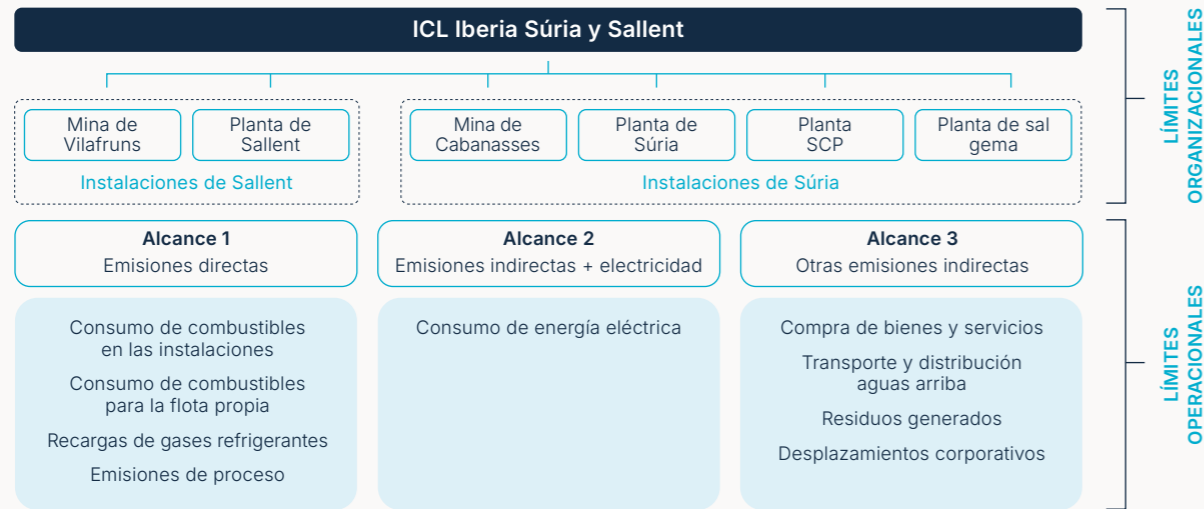 ICL Iberia Súria y Sallent
Mina de
Vilafruns
Planta de
Sallent
Instalaciones de Sallent
Mina de
Cabanasses
Planta de
Súria
Planta
SCP
Planta de sal
gema
Instalaciones de Súria
LÍMITES
ORGANIZACIONALES
Alcance 1
Emisiones directas
Consumo de combustibles
en las instalaciones
Consumo de combustibles
para la flota propia
Recargas de gases refrigerantes
Emisiones de proceso
Alcance 2
Emisiones indirectas + electricidad
Consumo de energía eléctrica
Alcance 3
Otras emisiones indirectas
Compra de bienes y servicios
Transporte y distribución
aguas arriba
Residuos generados
Desplazamientos corporativos
LÍMITES
OPERACIONALES